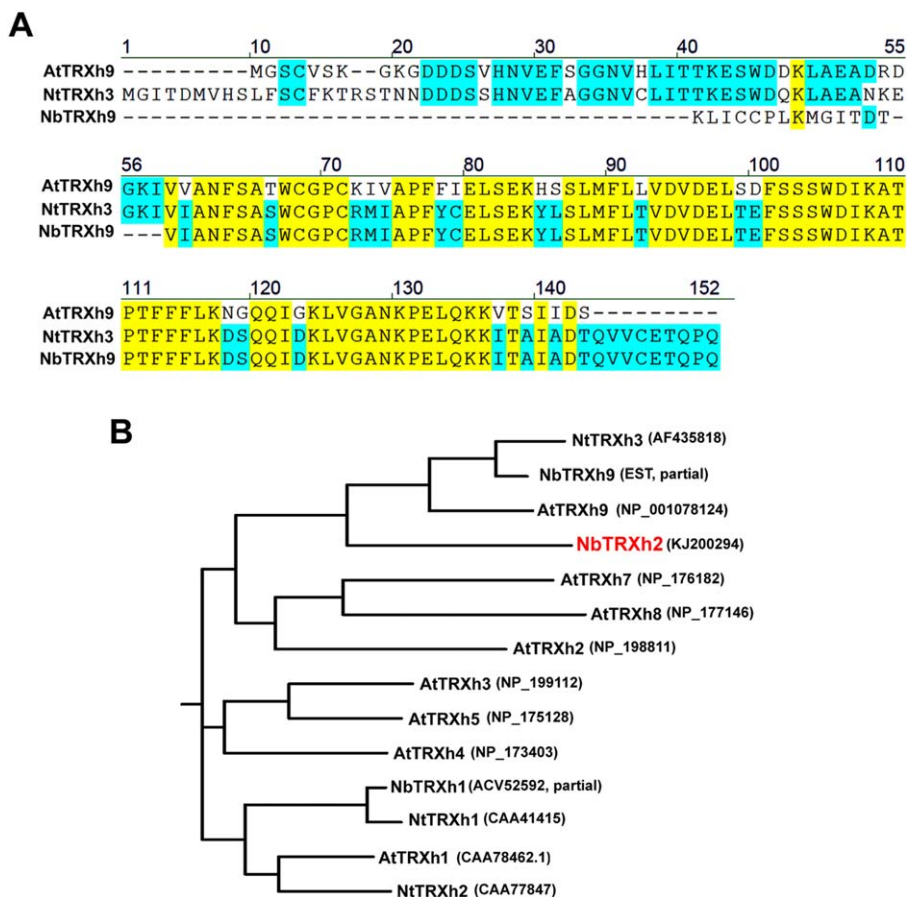 A
1 10 20 30 40 55
AtTRXh9 ---------MGSCVSK--GKGDDDSVHNVEFSGGNVHLITTKESWDDKLAEADRD
NtTRXh3 MGITDMVHSLFSCFKTRSTNNDDDSSHNVEFAGGNVCLITTKESWDQKLAEANKE
NbTRXh9 ----------------------------------------KLICCPLKMGITDT-
56 70 80 90 100 110
AtTRXh9 GKIVVANFSATWCGPCKIVAPFFIELSEKHSSLMFLLVDVDELSDFSSSWDIKAT
NtTRXh3 GKIVIANFSASWCGPCRMIAPFYCELSEKYLSLMFLTVDVDELTEFSSSWDIKAT
NbTRXh9 ---VIANFSASWCGPCRMIAPFYCELSEKYLSLMFLTVDVDELTEFSSSWDIKAT
111 120 130 140 152
AtTRXh9 PTFFFLKNGQQIGKLVGANKPELQKKVTSIIDS---------
NtTRXh3 PTFFFLKDSQQIDKLVGANKPELQKKITAIADTQVVCETQPQ
NbTRXh9 PTFFFLKDSQQIDKLVGANKPELQKKITAIADTQVVCETQPQ
B
NtTRXh3 (AF435818)
NbTRXh9 (EST, partial)
AtTRXh9 (NP_001078124)
NbTRXh2 (KJ200294)
AtTRXh7 (NP_176182)
AtTRXh8 (NP_177146)
AtTRXh2 (NP_198811)
AtTRXh3 (NP_199112)
AtTRXh5 (NP_175128)
AtTRXh4 (NP_173403)
NbTRXh1 (ACV52592, partial)
NtTRXh1 (CAA41415)
AtTRXh1 (CAA78462.1)
NtTRXh2 (CAA77847)